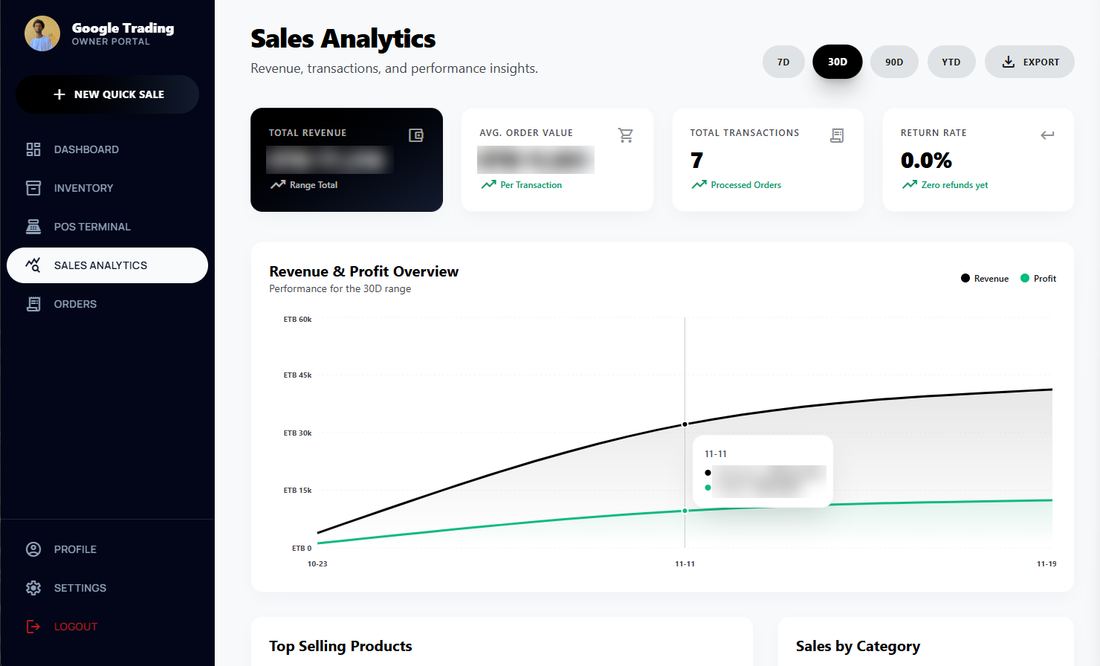 Google Trading
OWNER PORTAL
NEW QUICK SALE
DASHBOARD
INVENTORY
POS TERMINAL
SALES ANALYTICS
ORDERS
PROFILE
SETTINGS
LOGOUT
Sales Analytics
Revenue, transactions, and performance insights.
7D
30D
90D
YTD
EXPORT
TOTAL REVENUE
Range Total
AVG. ORDER VALUE
Per Transaction
TOTAL TRANSACTIONS
7
Processed Orders
RETURN RATE
0.0%
Zero refunds yet
Revenue & Profit Overview
Performance for the 30D range
Revenue
Profit
ETB 60k
ETB 45k
ETB 30k
ETB 15k
ETB 0
11-11
10-23
11-11
11-19
Top Selling Products
Sales by Category